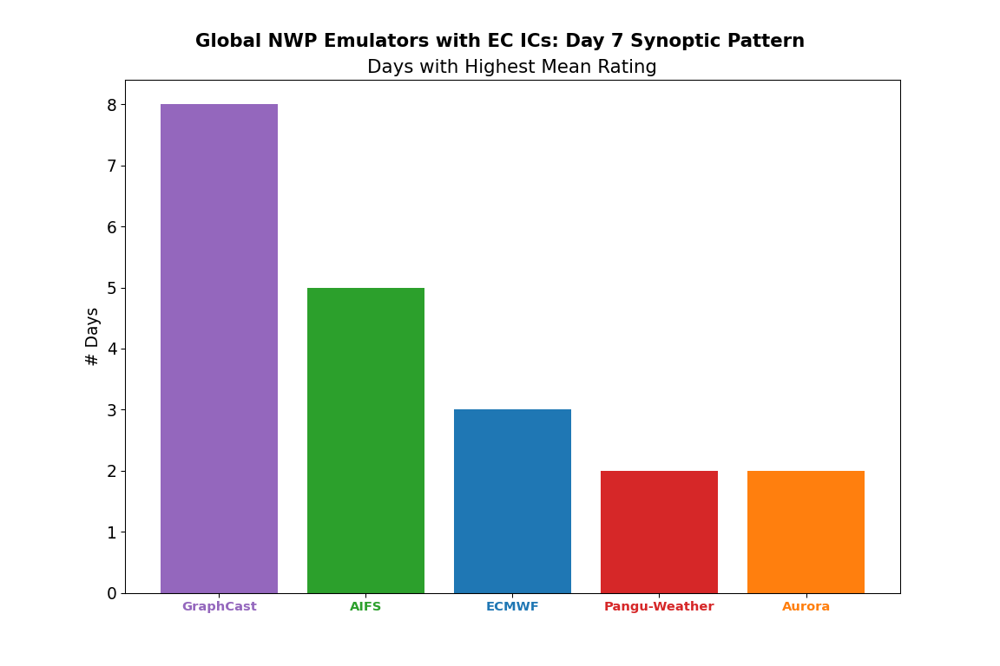 Global NWP Emulators with EC ICs: Day 7 Synoptic Pattern
Days with Highest Mean Rating
# Days
8
7
6
5
4
3
2
1
0
GraphCast AIFS ECMWF Pangu-Weather Aurora